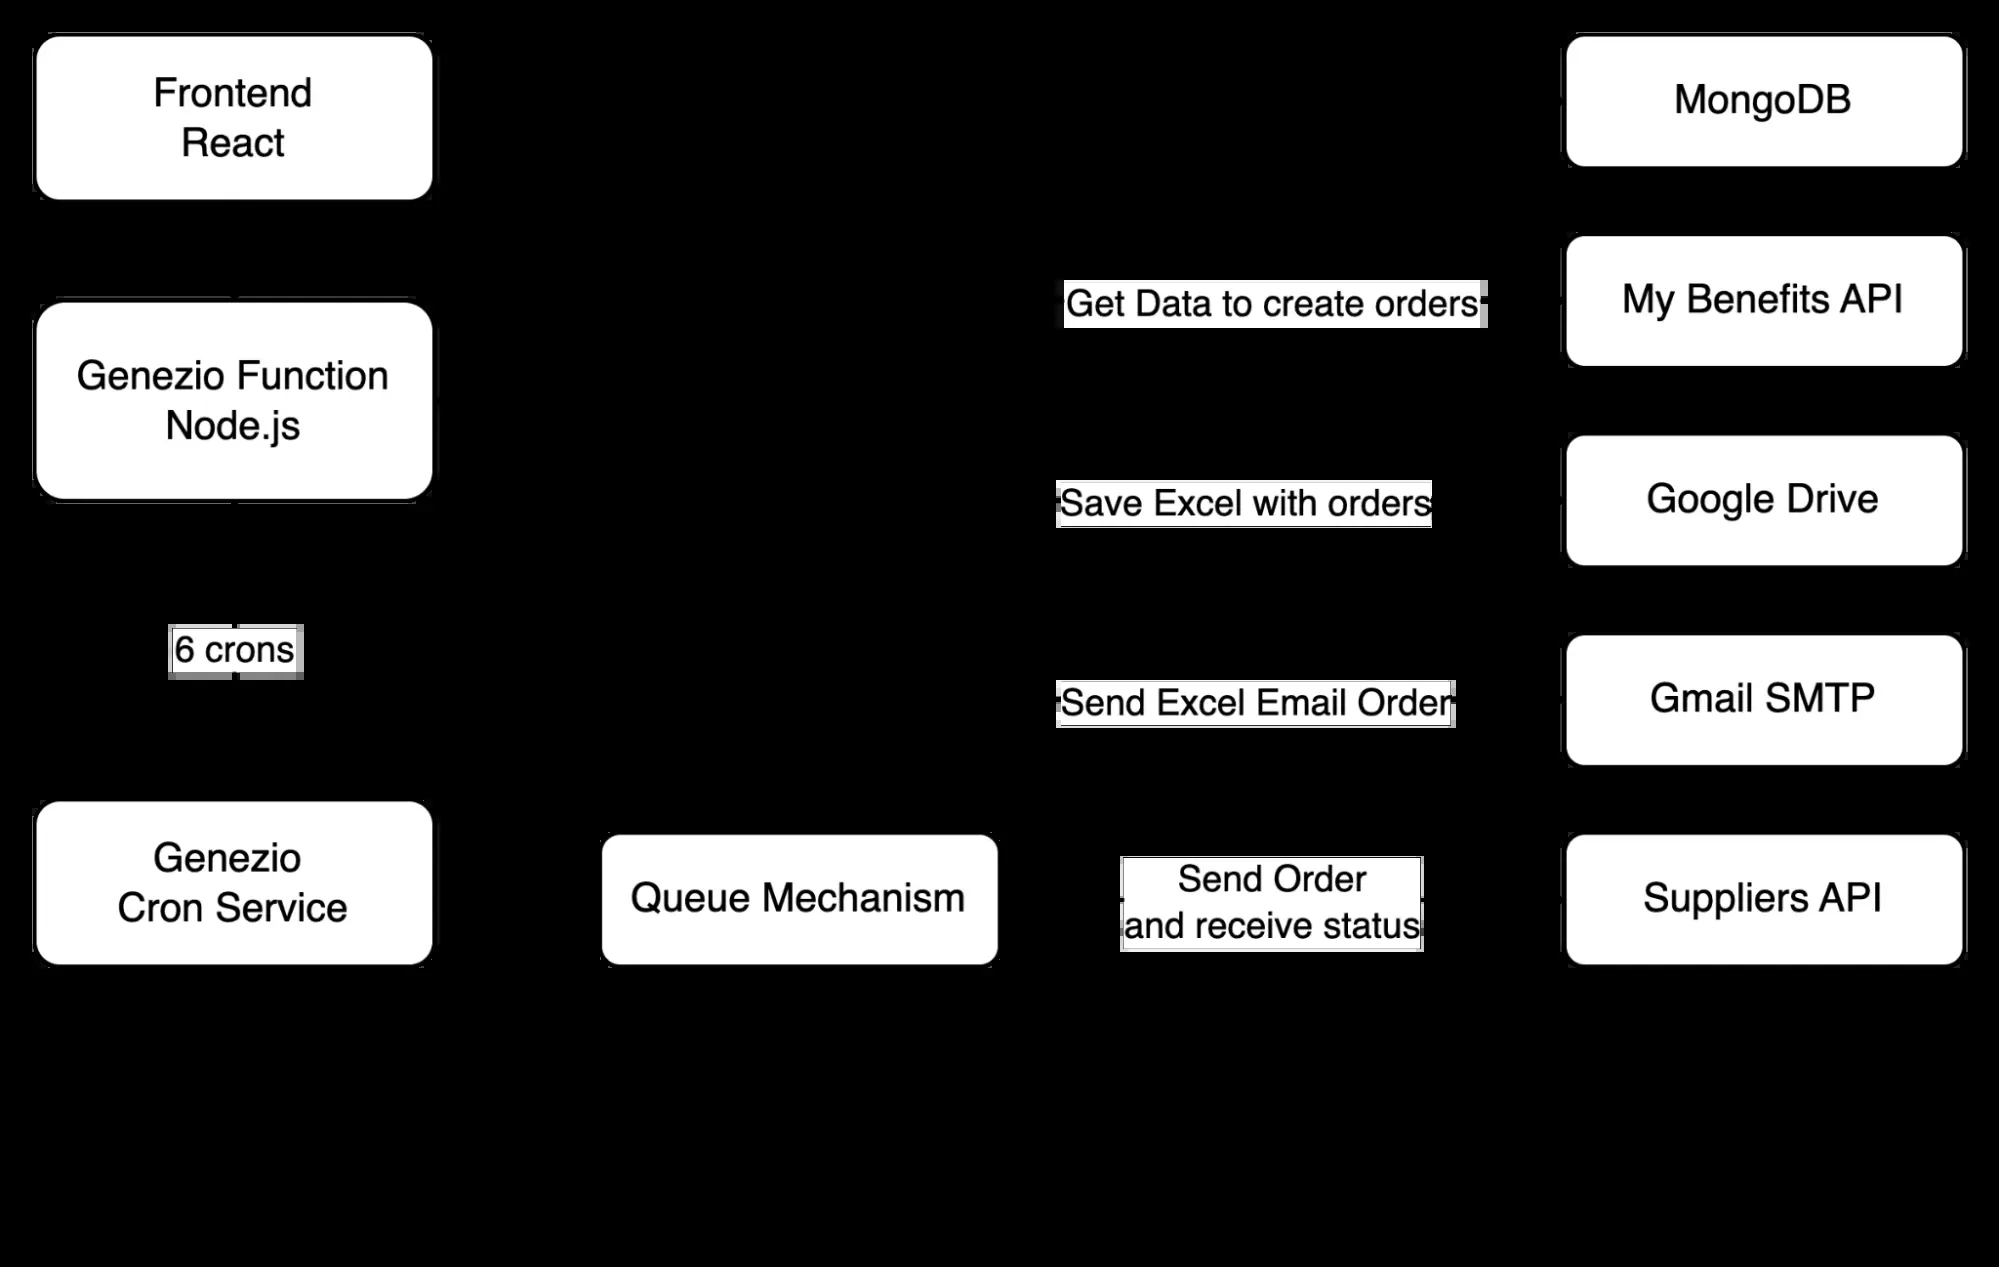 Frontend
React
MongoDB
Get Data to create orders
My Benefits API
Genezio Function
Node.js
Save Excel with orders
Google Drive
6 crons
Send Excel Email Order
Gmail SMTP
Genezio
Cron Service
Queue Mechanism
Send Order
and receive status
Suppliers API